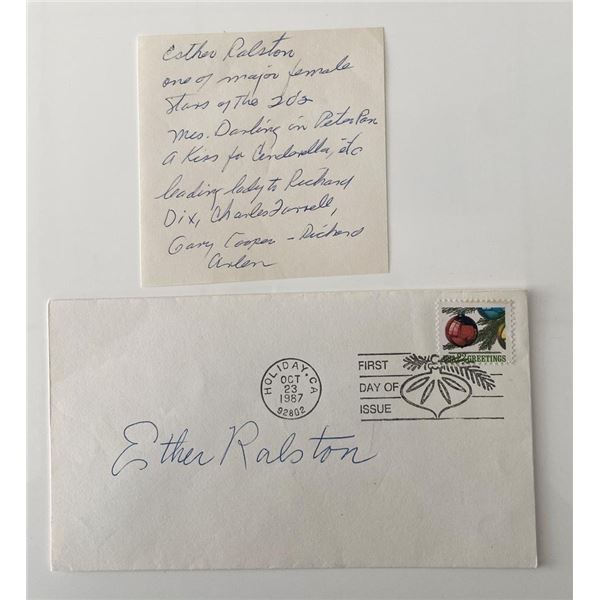 Esther Ralston
one of major female
Stars of the 20s
Mrs. Darling in Peter Pan
A Kiss for Cinderella, etc
leading lady to Richard
Dix, Charles Farrell,
Gary Cooper - Richard
Arlen
GREETINGS
HOLIDAY, CA
OCT
23
1987
92802
FIRST
DAY OF
ISSUE
Esther Ralston